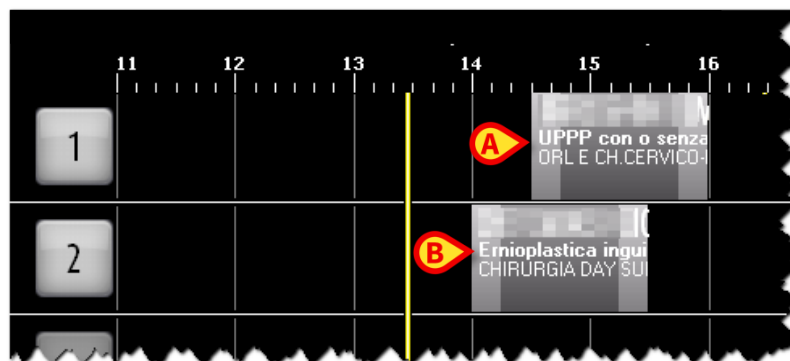 11 12 13 14 15 16
1
A
UPPP con o senza
ORL E CH.CERVICO-
2
B
Ernioplastica ingui
CHIRURGIA DAY SU